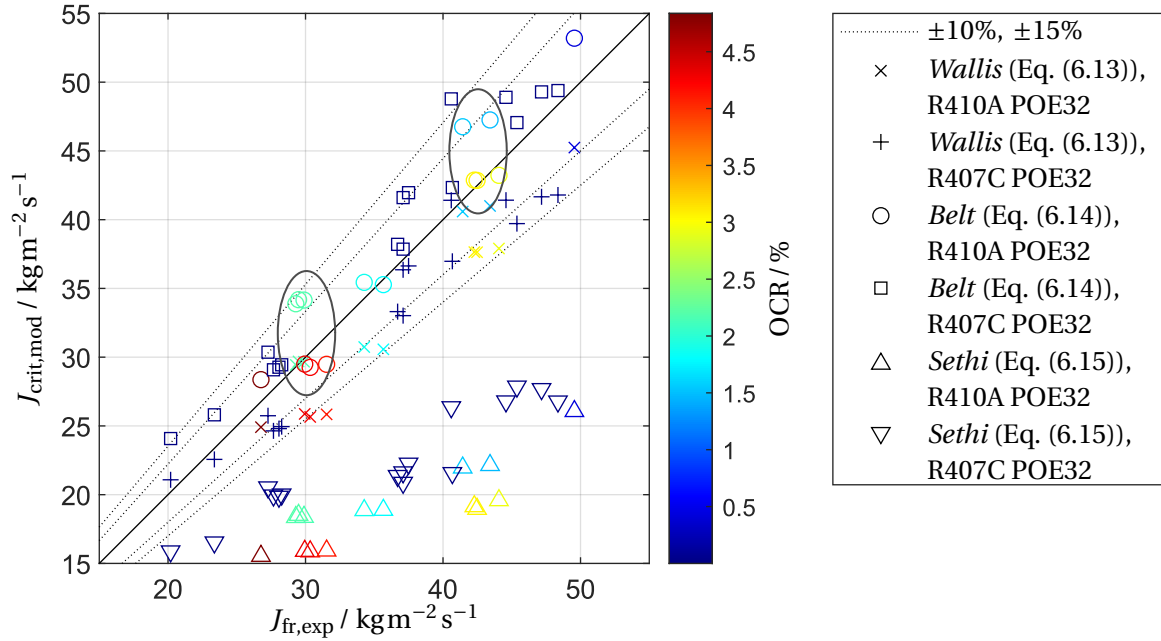 55
50
45
40
35
30
25
20
15
20
30
40
50
J_crit,mod / kg m⁻² s⁻¹
J_fr,exp / kg m⁻² s⁻¹
4.5
4
3.5
3
2.5
2
1.5
1
0.5
OCR / %
±10%, ±15%
Wallis (Eq. (6.13)),
R410A POE32
Wallis (Eq. (6.13)),
R407C POE32
Belt (Eq. (6.14)),
R410A POE32
Belt (Eq. (6.14)),
R407C POE32
Sethi (Eq. (6.15)),
R410A POE32
Sethi (Eq. (6.15)),
R407C POE32